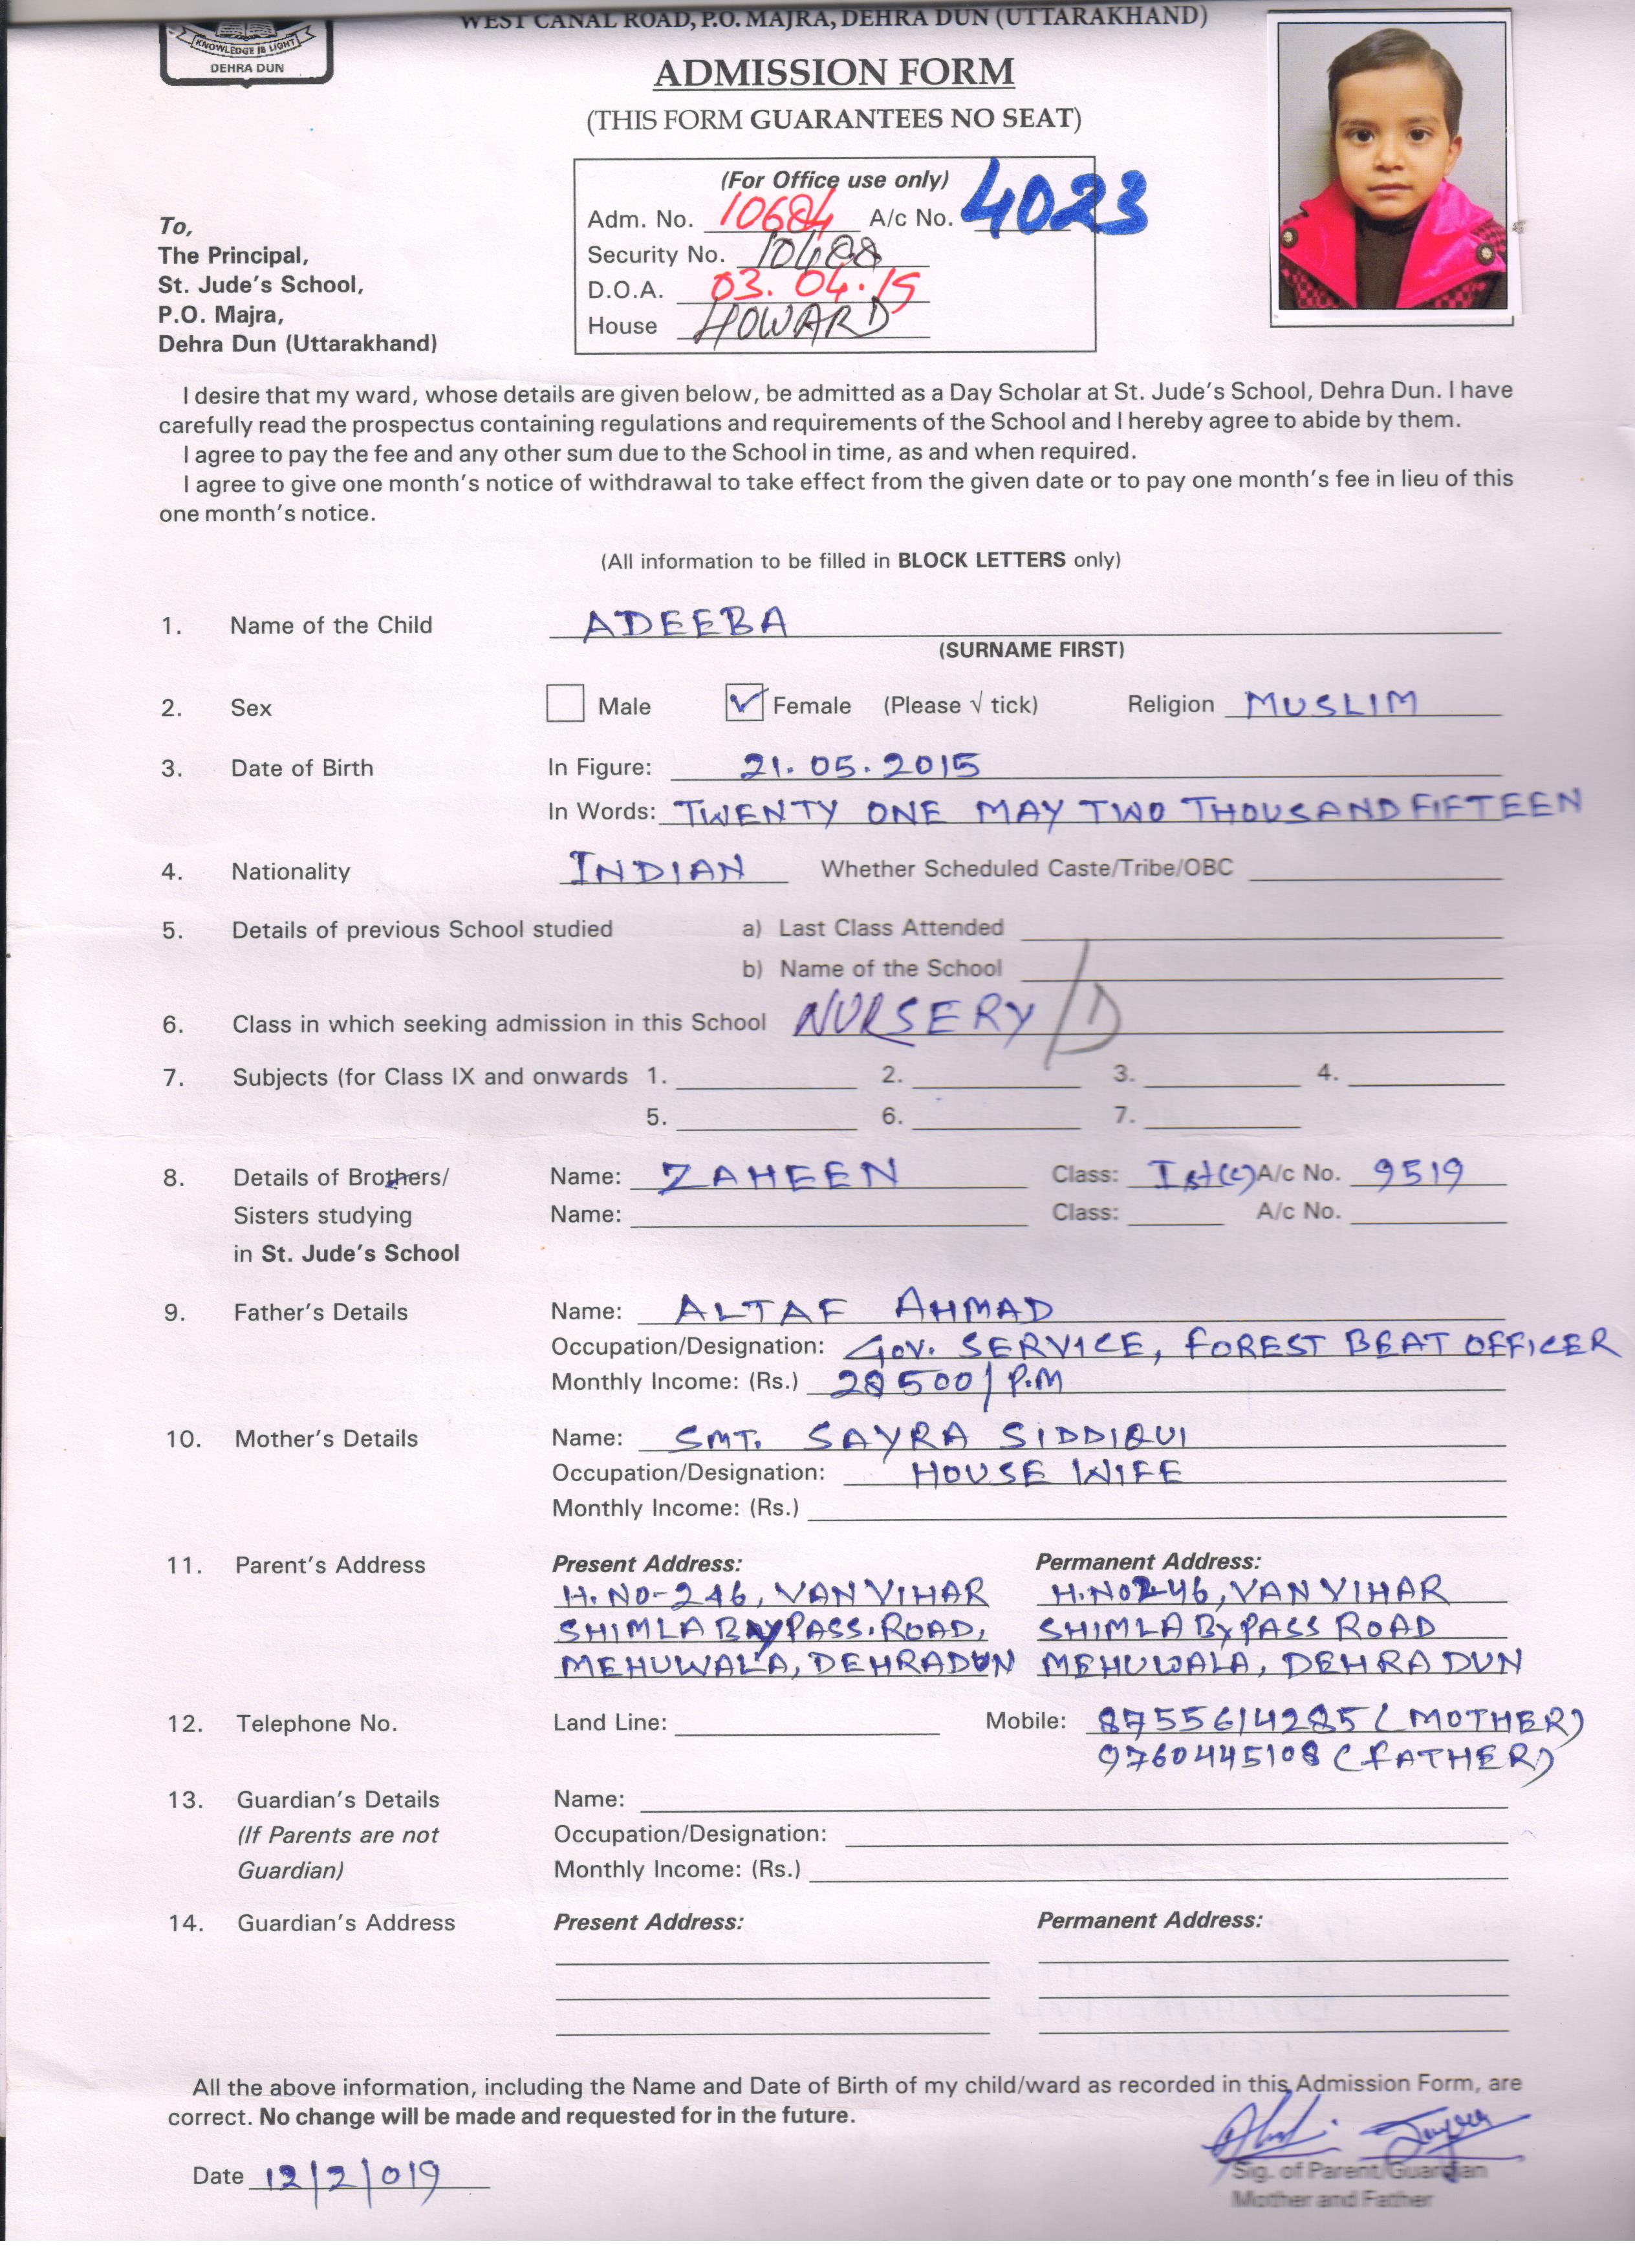 WEST CANAL ROAD, P.O. MAJRA, DEHRA DUN (UTTARAKHAND)
KNOWLEDGE IS LIGHT
DEHRA DUN
ADMISSION FORM
(THIS FORM GUARANTEES NO SEAT)
(For Office use only)
Adm. No. 10684 A/c No. 4023
Security No. 10488
D.O.A. 03.04.19
House HOWARD
To,
The Principal,
St. Jude's School,
P.O. Majra,
Dehra Dun (Uttarakhand)
I desire that my ward, whose details are given below, be admitted as a Day Scholar at St. Jude's School, Dehra Dun. I have
carefully read the prospectus containing regulations and requirements of the School and I hereby agree to abide by them.
I agree to pay the fee and any other sum due to the School in time, as and when required.
I agree to give one month's notice of withdrawal to take effect from the given date or to pay one month's fee in lieu of this
one month's notice.
(All information to be filled in BLOCK LETTERS only)
1. Name of the Child ADEEBA
(SURNAME FIRST)
2. Sex Male ✓ Female (Please √ tick) Religion MUSLIM
3. Date of Birth In Figure: 21.05.2015
In Words: TWENTY ONE MAY TWO THOUSAND FIFTEEN
4. Nationality INDIAN Whether Scheduled Caste/Tribe/OBC
5. Details of previous School studied a) Last Class Attended
b) Name of the School
6. Class in which seeking admission in this School NURSERY /D
7. Subjects (for Class IX and onwards 1. 2. 3. 4.
5. 6. 7.
8. Details of Brothers/ Name: ZAHEEN Class: Ist(c) A/c No. 9519
Sisters studying Name: Class: A/c No.
in St. Jude's School
9. Father's Details Name: ALTAF AHMAD
Occupation/Designation: Gov. SERVICE, FOREST BEAT OFFICER
Monthly Income: (Rs.) 28500/ P.M
10. Mother's Details Name: SMT. SAYRA SIDDIQUI
Occupation/Designation: HOUSE WIFE
Monthly Income: (Rs.)
11. Parent's Address Present Address: Permanent Address:
H.NO-246, VAN VIHAR H.NO246, VAN VIHAR
SHIMLA BYPASS.ROAD, SHIMLA BYPASS ROAD
MEHUWALA, DEHRADUN MEHUWALA, DEHRADUN
12. Telephone No. Land Line: Mobile: 8755614285 (MOTHER)
9760445108 (FATHER)
13. Guardian's Details Name:
(If Parents are not Occupation/Designation:
Guardian) Monthly Income: (Rs.)
14. Guardian's Address Present Address: Permanent Address:
All the above information, including the Name and Date of Birth of my child/ward as recorded in this Admission Form, are
correct. No change will be made and requested for in the future.
Date 12/2/019
Sig. of Parent/Guardian
Mother and Father